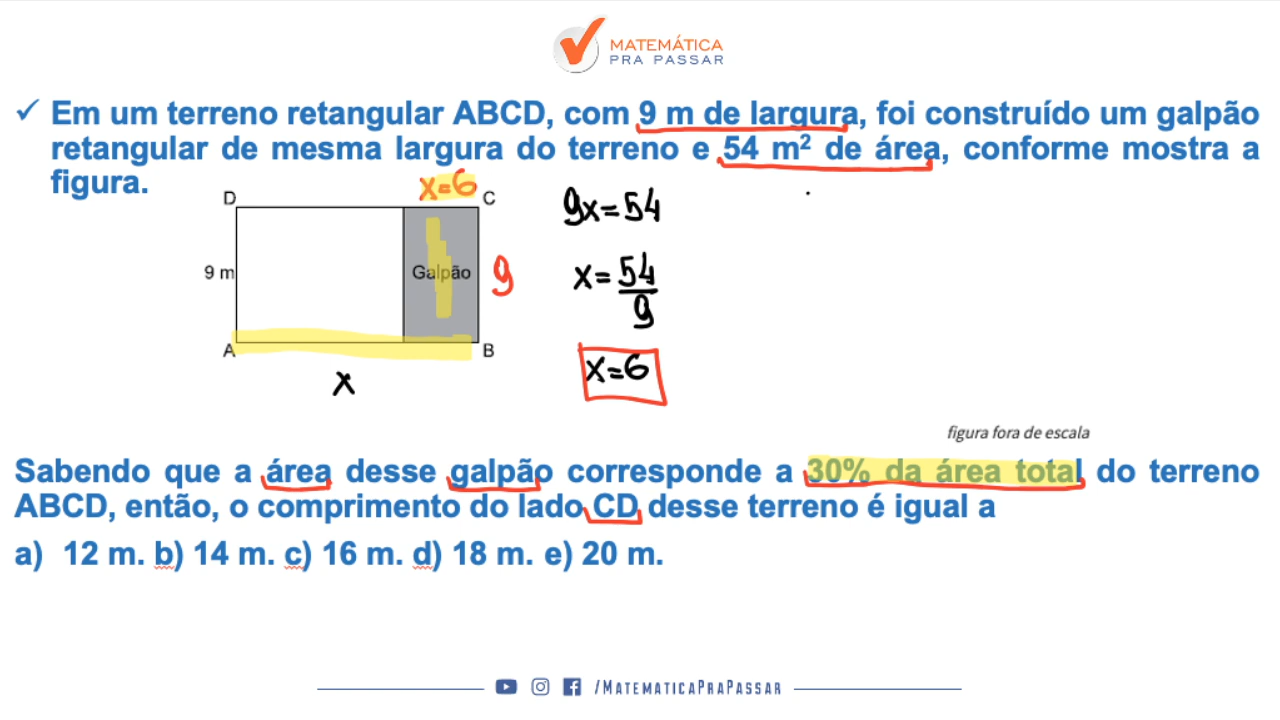 MATEMÁTICA
PRA PASSAR
✓ Em um terreno retangular ABCD, com 9 m de largura, foi construído um galpão
retangular de mesma largura do terreno e 54 m² de área, conforme mostra a
figura.
x=6
D
C
9x=54
9 m
Galpão
9
x=54/9
A
B
x=6
x
figura fora de escala
Sabendo que a área desse galpão corresponde a 30% da área total do terreno
ABCD, então, o comprimento do lado CD desse terreno é igual a
a) 12 m. b) 14 m. c) 16 m. d) 18 m. e) 20 m.
/MATEMATICAPRAPASSAR